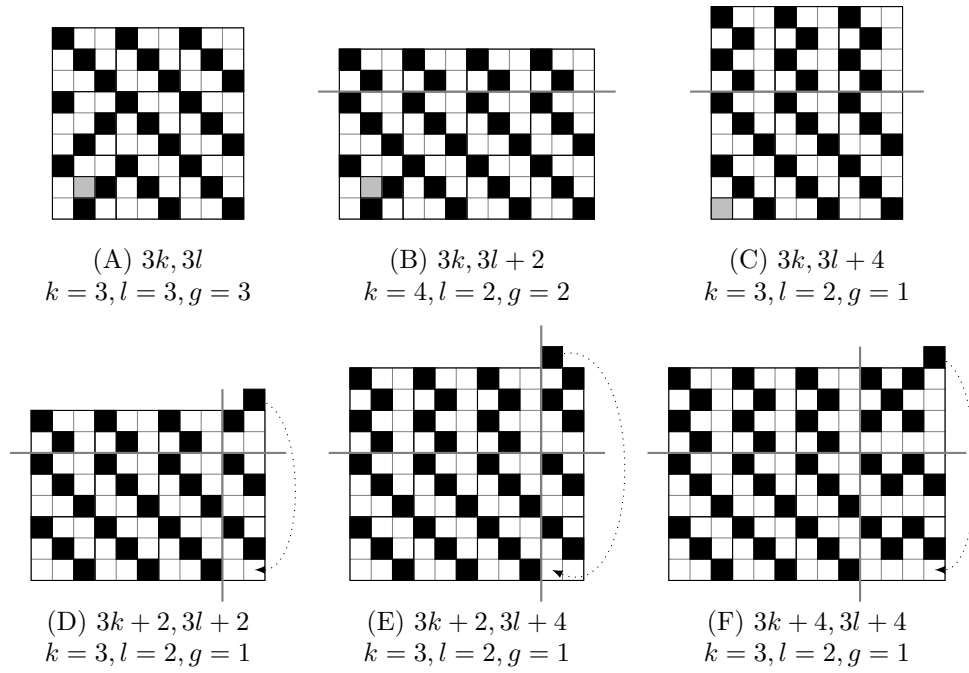 (A) 3k, 3l
k = 3, l = 3, g = 3
(B) 3k, 3l + 2
k = 4, l = 2, g = 2
(C) 3k, 3l + 4
k = 3, l = 2, g = 1
(D) 3k + 2, 3l + 2
k = 3, l = 2, g = 1
(E) 3k + 2, 3l + 4
k = 3, l = 2, g = 1
(F) 3k + 4, 3l + 4
k = 3, l = 2, g = 1